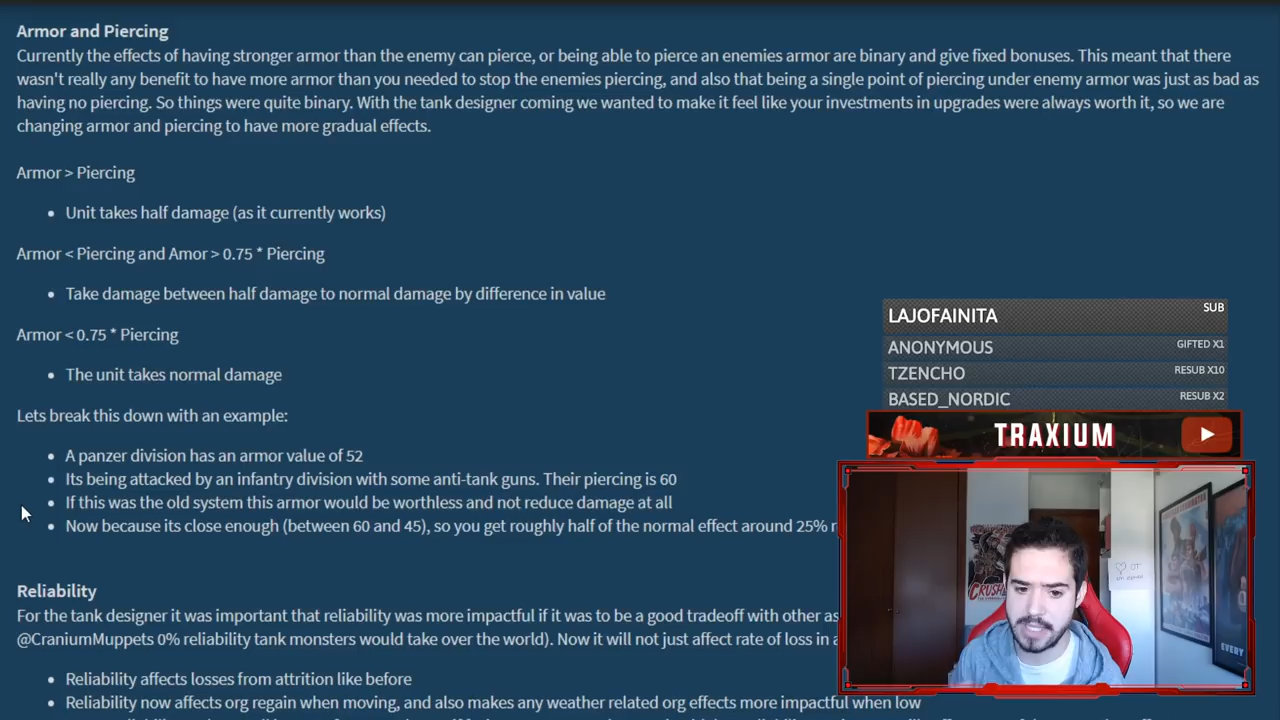 Armor and Piercing
Currently the effects of having stronger armor than the enemy can pierce, or being able to pierce an enemies armor are binary and give fixed bonuses. This meant that there
wasn't really any benefit to have more armor than you needed to stop the enemies piercing, and also that being a single point of piercing under enemy armor was just as bad as
having no piercing. So things were quite binary. With the tank designer coming we wanted to make it feel like your investments in upgrades were always worth it, so we are
changing armor and piercing to have more gradual effects.
Armor > Piercing
• Unit takes half damage (as it currently works)
Armor < Piercing and Amor > 0.75 * Piercing
• Take damage between half damage to normal damage by difference in value
Armor < 0.75 * Piercing
• The unit takes normal damage
Lets break this down with an example:
• A panzer division has an armor value of 52
• Its being attacked by an infantry division with some anti-tank guns. Their piercing is 60
• If this was the old system this armor would be worthless and not reduce damage at all
• Now because its close enough (between 60 and 45), so you get roughly half of the normal effect around 25%
Reliability
For the tank designer it was important that reliability was more impactful if it was to be a good tradeoff with other
@CraniumMuppets 0% reliability tank monsters would take over the world). Now it will not just affect rate of loss in
• Reliability affects losses from attrition like before
• Reliability now affects org regain when moving, and also makes any weather related org effects more impactful when low
LAJOFAINITA SUB
ANONYMOUS GIFTED X1
TZENCHO RESUB X10
BASED_NORDIC RESUB X2
TRAXIUM
EVERY